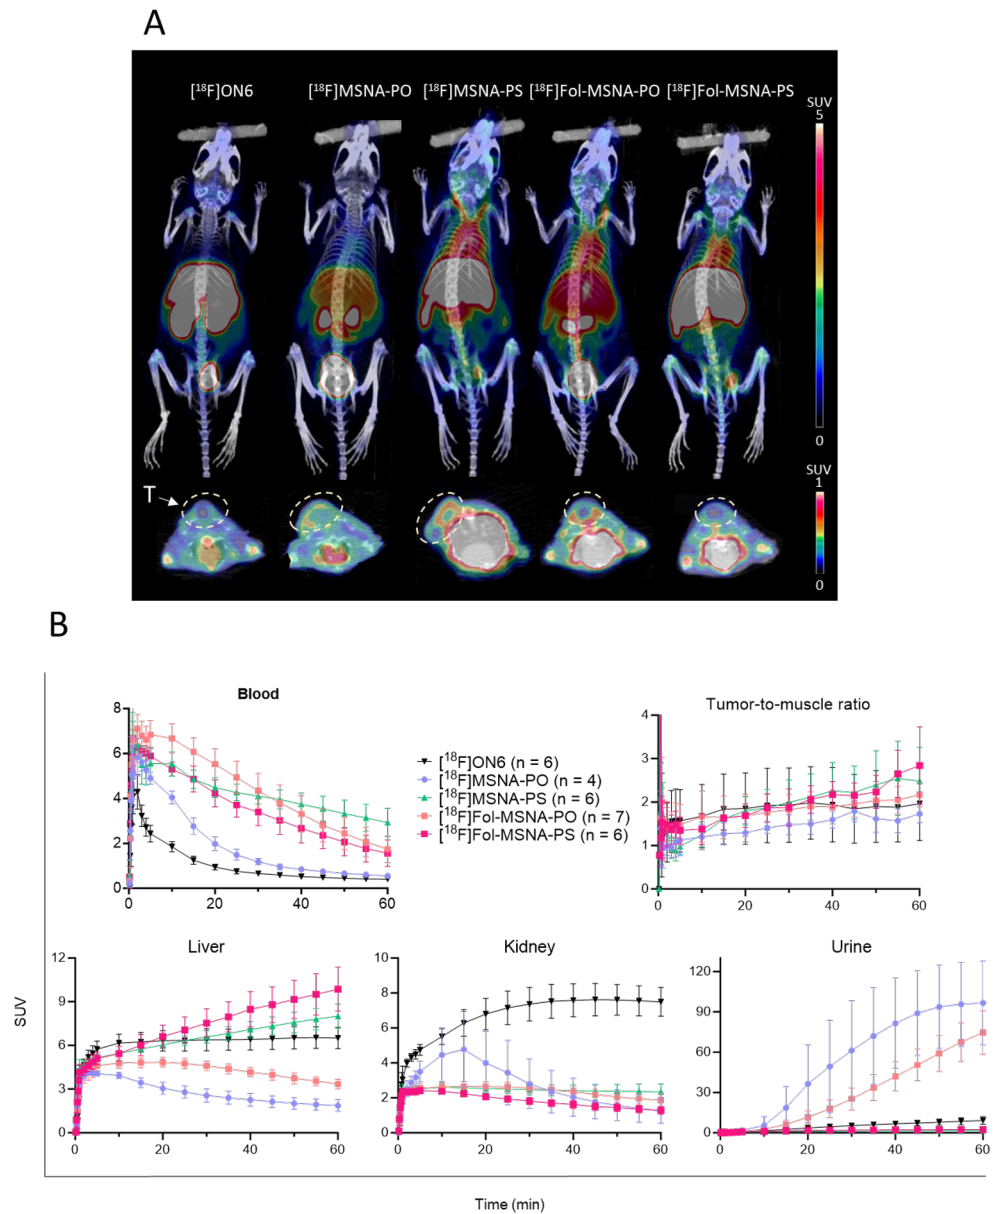 A
[¹⁸F]ON6 [¹⁸F]MSNA-PO [¹⁸F]MSNA-PS [¹⁸F]Fol-MSNA-PO [¹⁸F]Fol-MSNA-PS
SUV
5
0
T
SUV
1
0
B
Blood
8
6
4
2
0
0 20 40 60
[¹⁸F]ON6 (n = 6)
[¹⁸F]MSNA-PO (n = 4)
[¹⁸F]MSNA-PS (n = 6)
[¹⁸F]Fol-MSNA-PO (n = 7)
[¹⁸F]Fol-MSNA-PS (n = 6)
Tumor-to-muscle ratio
4
3
2
1
0
0 20 40 60
SUV
Liver
12
9
6
3
0
0 20 40 60
Kidney
10
8
6
4
2
0
0 20 40 60
Urine
120
90
60
30
0
0 20 40 60
Time (min)